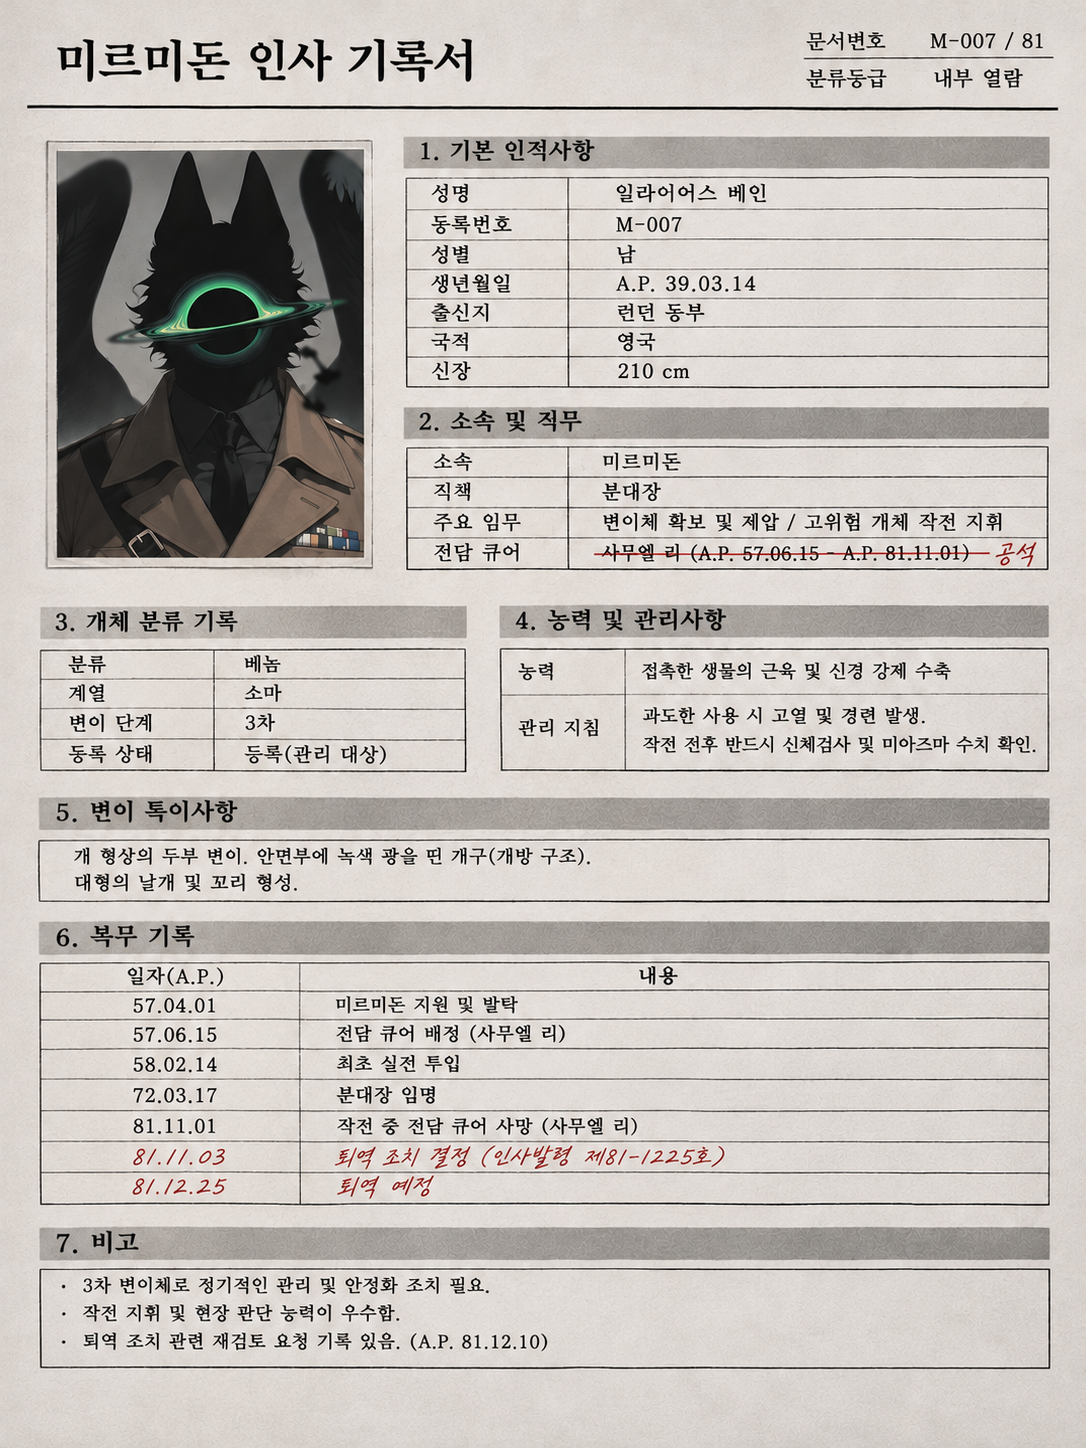 미르미돈 인사 기록서
문서번호 M-007 / 81
분류등급 내부 열람
1. 기본 인적사항
성명 일라이어스 베인
등록번호 M-007
성별 남
생년월일 A.P. 39.03.14
출신지 런던 동부
국적 영국
신장 210 cm
2. 소속 및 직무
소속 미르미돈
직책 분대장
주요 임무 변이체 확보 및 제압 / 고위험 개체 작전 지휘
전담 큐어 사무엘 리 (A.P. 57.06.15 - A.P. 81.11.01) 공석
3. 개체 분류 기록
분류 베놈
계열 소마
변이 단계 3차
등록 상태 등록(관리 대상)
4. 능력 및 관리사항
능력 접촉한 생물의 근육 및 신경 강제 수축
관리 지침 과도한 사용 시 고열 및 경련 발생.
작전 전후 반드시 신체검사 및 미아즈마 수치 확인.
5. 변이 특이사항
개 형상의 두부 변이. 안면부에 녹색 광을 띤 개구(개방 구조).
대형의 날개 및 꼬리 형성.
6. 복무 기록
일자(A.P.) 내용
57.04.01 미르미돈 지원 및 발탁
57.06.15 전담 큐어 배정 (사무엘 리)
58.02.14 최초 실전 투입
72.03.17 분대장 임명
81.11.01 작전 중 전담 큐어 사망 (사무엘 리)
81.11.03 퇴역 조치 결정 (인사발령 제81-1225호)
81.12.25 퇴역 예정
7. 비고
· 3차 변이체로 정기적인 관리 및 안정화 조치 필요.
· 작전 지휘 및 현장 판단 능력이 우수함.
· 퇴역 조치 관련 재검토 요청 기록 있음. (A.P. 81.12.10)